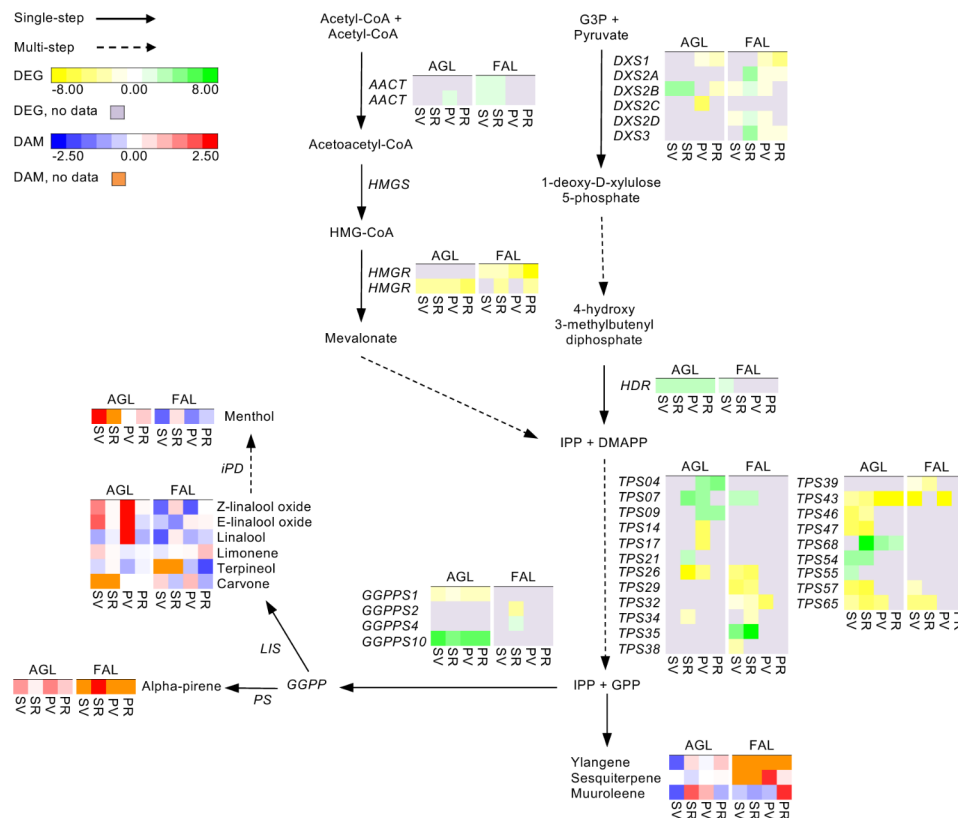 Single-step
Multi-step
DEG
-8.00 0.00 8.00
DEG, no data
DAM
-2.50 0.00 2.50
DAM, no data
Acetyl-CoA +
Acetyl-CoA
AGL FAL
AACT
AACT
SV SR PV PR SV SR PV PR
Acetoacetyl-CoA
HMGS
HMG-CoA
AGL FAL
HMGR
HMGR
SV SR PV PR SV SR PV PR
Mevalonate
G3P +
Pyruvate
AGL FAL
DXS1
DXS2A
DXS2B
DXS2C
DXS2D
DXS3
SV SR PV PR SV SR PV PR
1-deoxy-D-xylulose
5-phosphate
4-hydroxy
3-methylbutenyl
diphosphate
AGL FAL
HDR
SV SR PV PR SV SR PV PR
IPP + DMAPP
AGL FAL
TPS04
TPS07
TPS09
TPS14
TPS17
TPS21
TPS26
TPS29
TPS32
TPS34
TPS35
TPS38
SV SR PV PR SV SR PV PR
AGL FAL
TPS39
TPS43
TPS46
TPS47
TPS68
TPS54
TPS55
TPS57
TPS65
SV SR PV PR SV SR PV PR
AGL FAL
Menthol
SV SR PV PR SV SR PV PR
iPD
AGL FAL
Z-linalool oxide
E-linalool oxide
Linalool
Limonene
Terpineol
Carvone
SV SR PV PR SV SR PV PR
LIS
AGL FAL
GGPPS1
GGPPS2
GGPPS4
GGPPS10
SV SR PV PR SV SR PV PR
AGL FAL
Alpha-pirene
SV SR PV PR SV SR PV PR
PS
GGPP
IPP + GPP
AGL FAL
Ylangene
Sesquiterpene
Muuroleene
SV SR PV PR SV SR PV PR